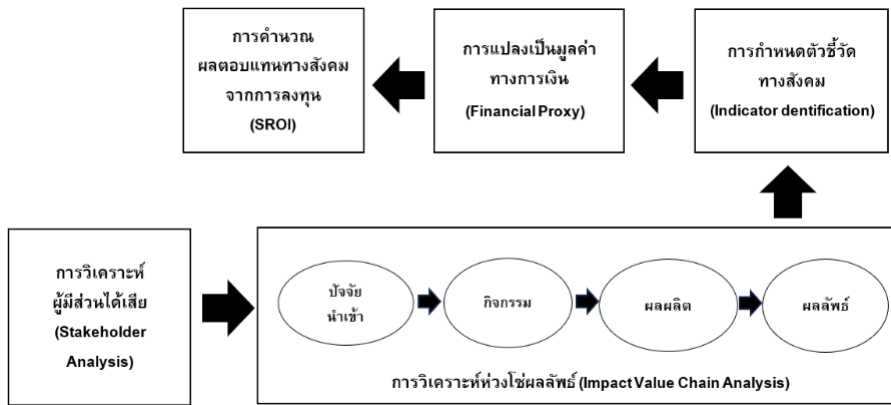 การคำนวณ
ผลตอบแทนทางสังคม
จากการลงทุน
(SROI)
การแปลงเป็นมูลค่า
ทางการเงิน
(Financial Proxy)
การกำหนดตัวชี้วัด
ทางสังคม
(Indicator dentification)
การวิเคราะห์
ผู้มีส่วนได้เสีย
(Stakeholder
Analysis)
ปัจจัย
นำเข้า
กิจกรรม
ผลผลิต
ผลลัพธ์
การวิเคราะห์ห่วงโซ่ผลลัพธ์ (Impact Value Chain Analysis)